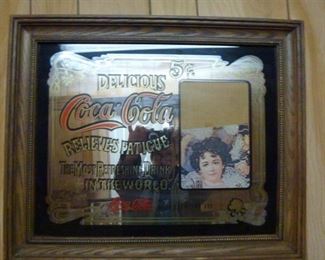 DELICIOUS 5¢
Coca-Cola
RELIEVES FATIGUE
THE MOST REFRESHING DRINK
IN THE WORLD